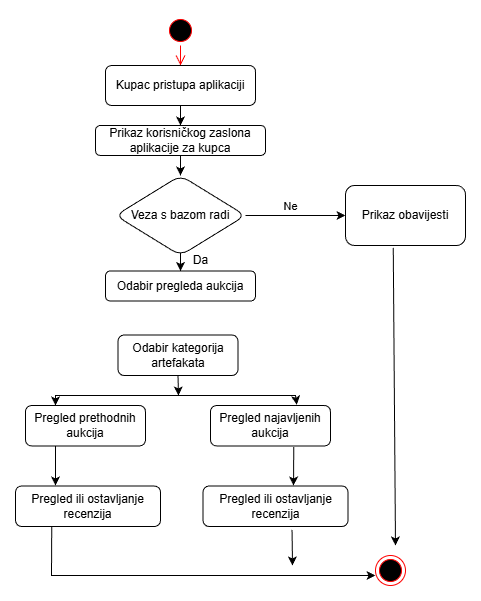 Kupac pristupa aplikaciji
Prikaz korisničkog zaslona
aplikacije za kupca
Veza s bazom radi
Ne
Prikaz obavijesti
Da
Odabir pregleda aukcija
Odabir kategorija
artefakata
Pregled prethodnih
aukcija
Pregled najavljenih
aukcija
Pregled ili ostavljanje
recenzija
Pregled ili ostavljanje
recenzija